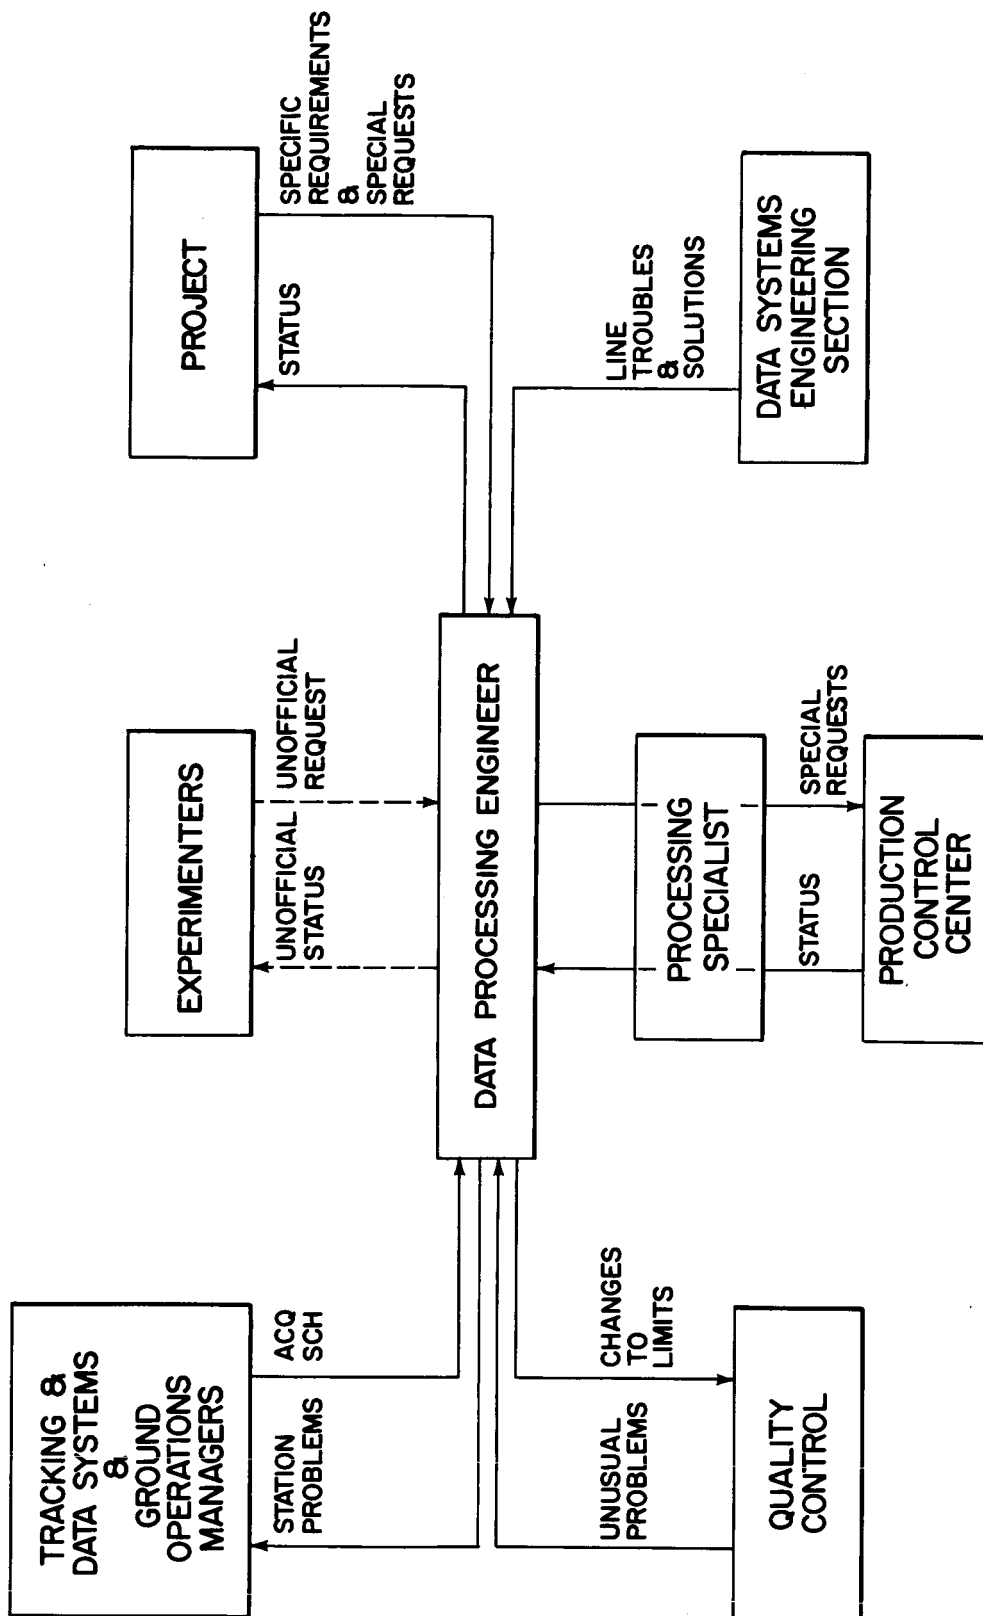 TRACKING &
DATA SYSTEMS
&
GROUND
OPERATIONS
MANAGERS
STATION
PROBLEMS
ACQ
SCH
EXPERIMENTERS
UNOFFICIAL
STATUS
UNOFFICIAL
REQUEST
PROJECT
STATUS
SPECIFIC
REQUIREMENTS
&
SPECIAL
REQUESTS
DATA PROCESSING ENGINEER
UNUSUAL
PROBLEMS
CHANGES
TO
LIMITS
QUALITY
CONTROL
PROCESSING
SPECIALIST
STATUS
SPECIAL
REQUESTS
PRODUCTION
CONTROL
CENTER
LINE
TROUBLES
&
SOLUTIONS
DATA SYSTEMS
ENGINEERING
SECTION